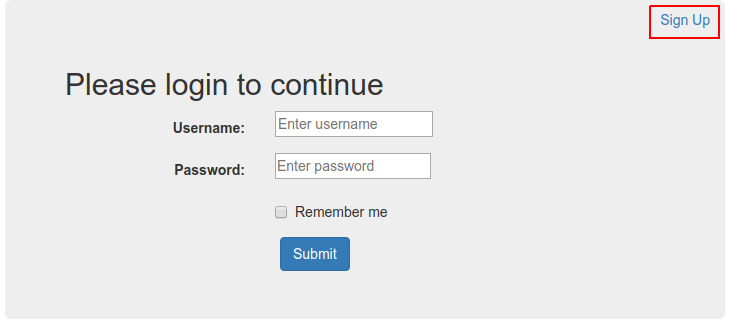 Sign Up
Please login to continue
Username: Enter username
Password: Enter password
Remember me
Submit